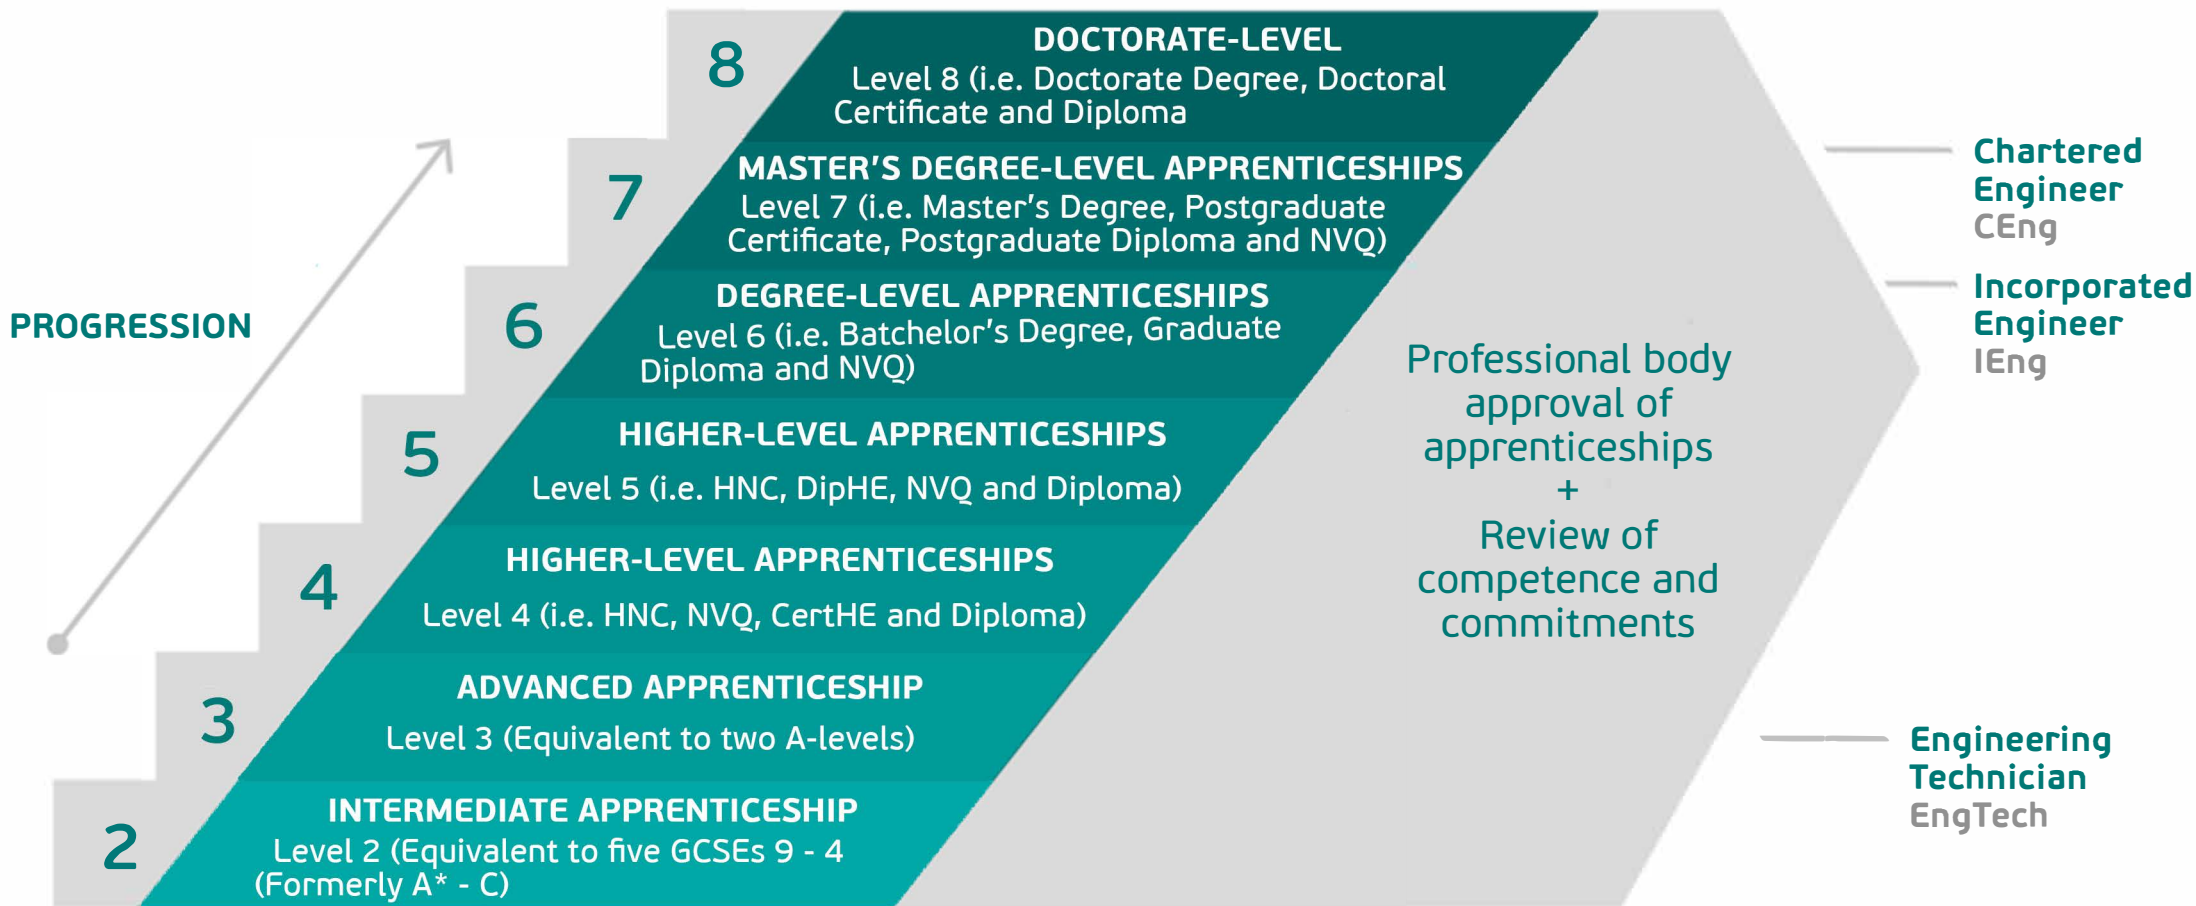 8
DOCTORATE-LEVEL
Level 8 (i.e. Doctorate Degree, Doctoral
Certificate and Diploma
7
MASTER'S DEGREE-LEVEL APPRENTICESHIPS
Level 7 (i.e. Master's Degree, Postgraduate
Certificate, Postgraduate Diploma and NVQ)
PROGRESSION
6
DEGREE-LEVEL APPRENTICESHIPS
Level 6 (i.e. Batchelor's Degree, Graduate
Diploma and NVQ)
5
HIGHER-LEVEL APPRENTICESHIPS
Level 5 (i.e. HNC, DipHE, NVQ and Diploma)
4
HIGHER-LEVEL APPRENTICESHIPS
Level 4 (i.e. HNC, NVQ, CertHE and Diploma)
3
ADVANCED APPRENTICESHIP
Level 3 (Equivalent to two A-levels)
2
INTERMEDIATE APPRENTICESHIP
Level 2 (Equivalent to five GCSEs 9 - 4
(Formerly A* - C)
Professional body
approval of
apprenticeships
+
Review of
competence and
commitments
Chartered
Engineer
CEng
Incorporated
Engineer
IEng
Engineering
Technician
EngTech